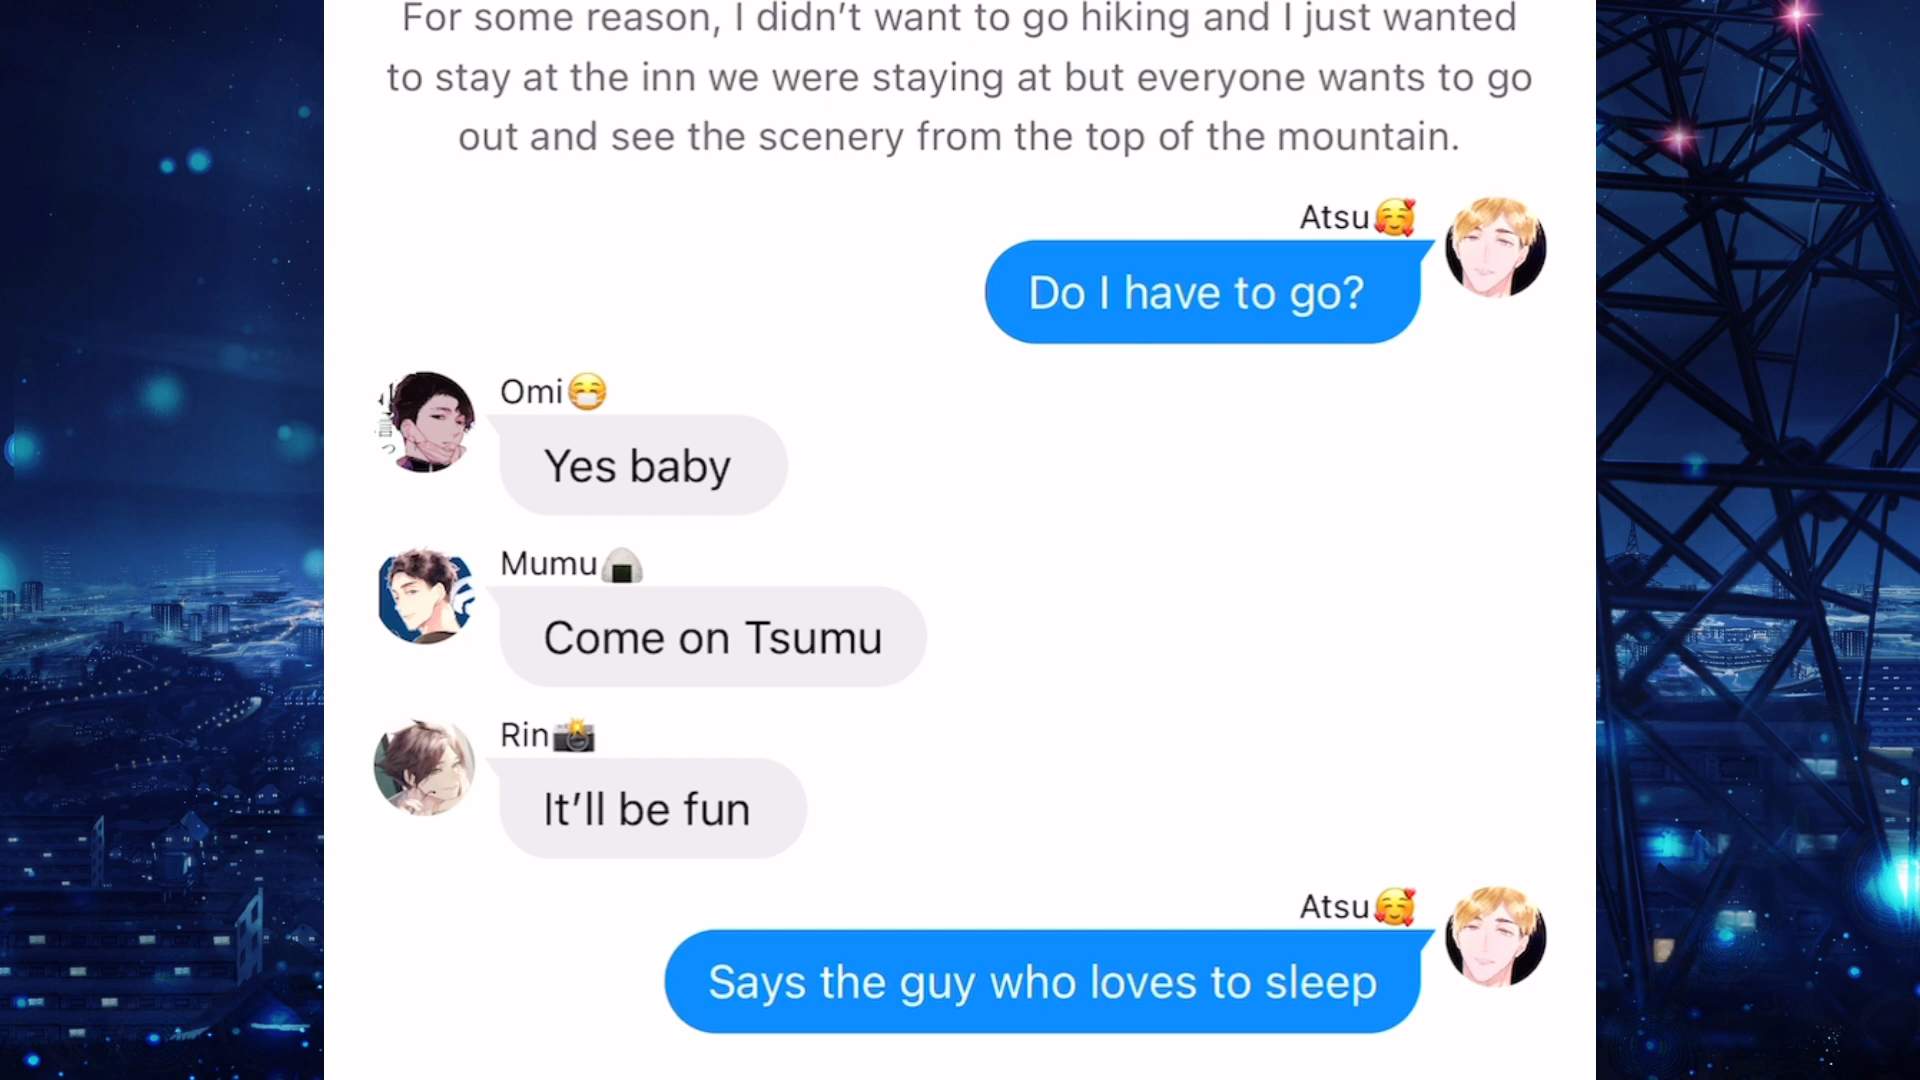 For some reason, I didn’t want to go hiking and I just wanted
to stay at the inn we were staying at but everyone wants to go
out and see the scenery from the top of the mountain.
Atsu🥰
Do I have to go?
Omi😷
Yes baby
Mumu🍙
Come on Tsumu
Rin📸
It’ll be fun
Atsu🥰
Says the guy who loves to sleep